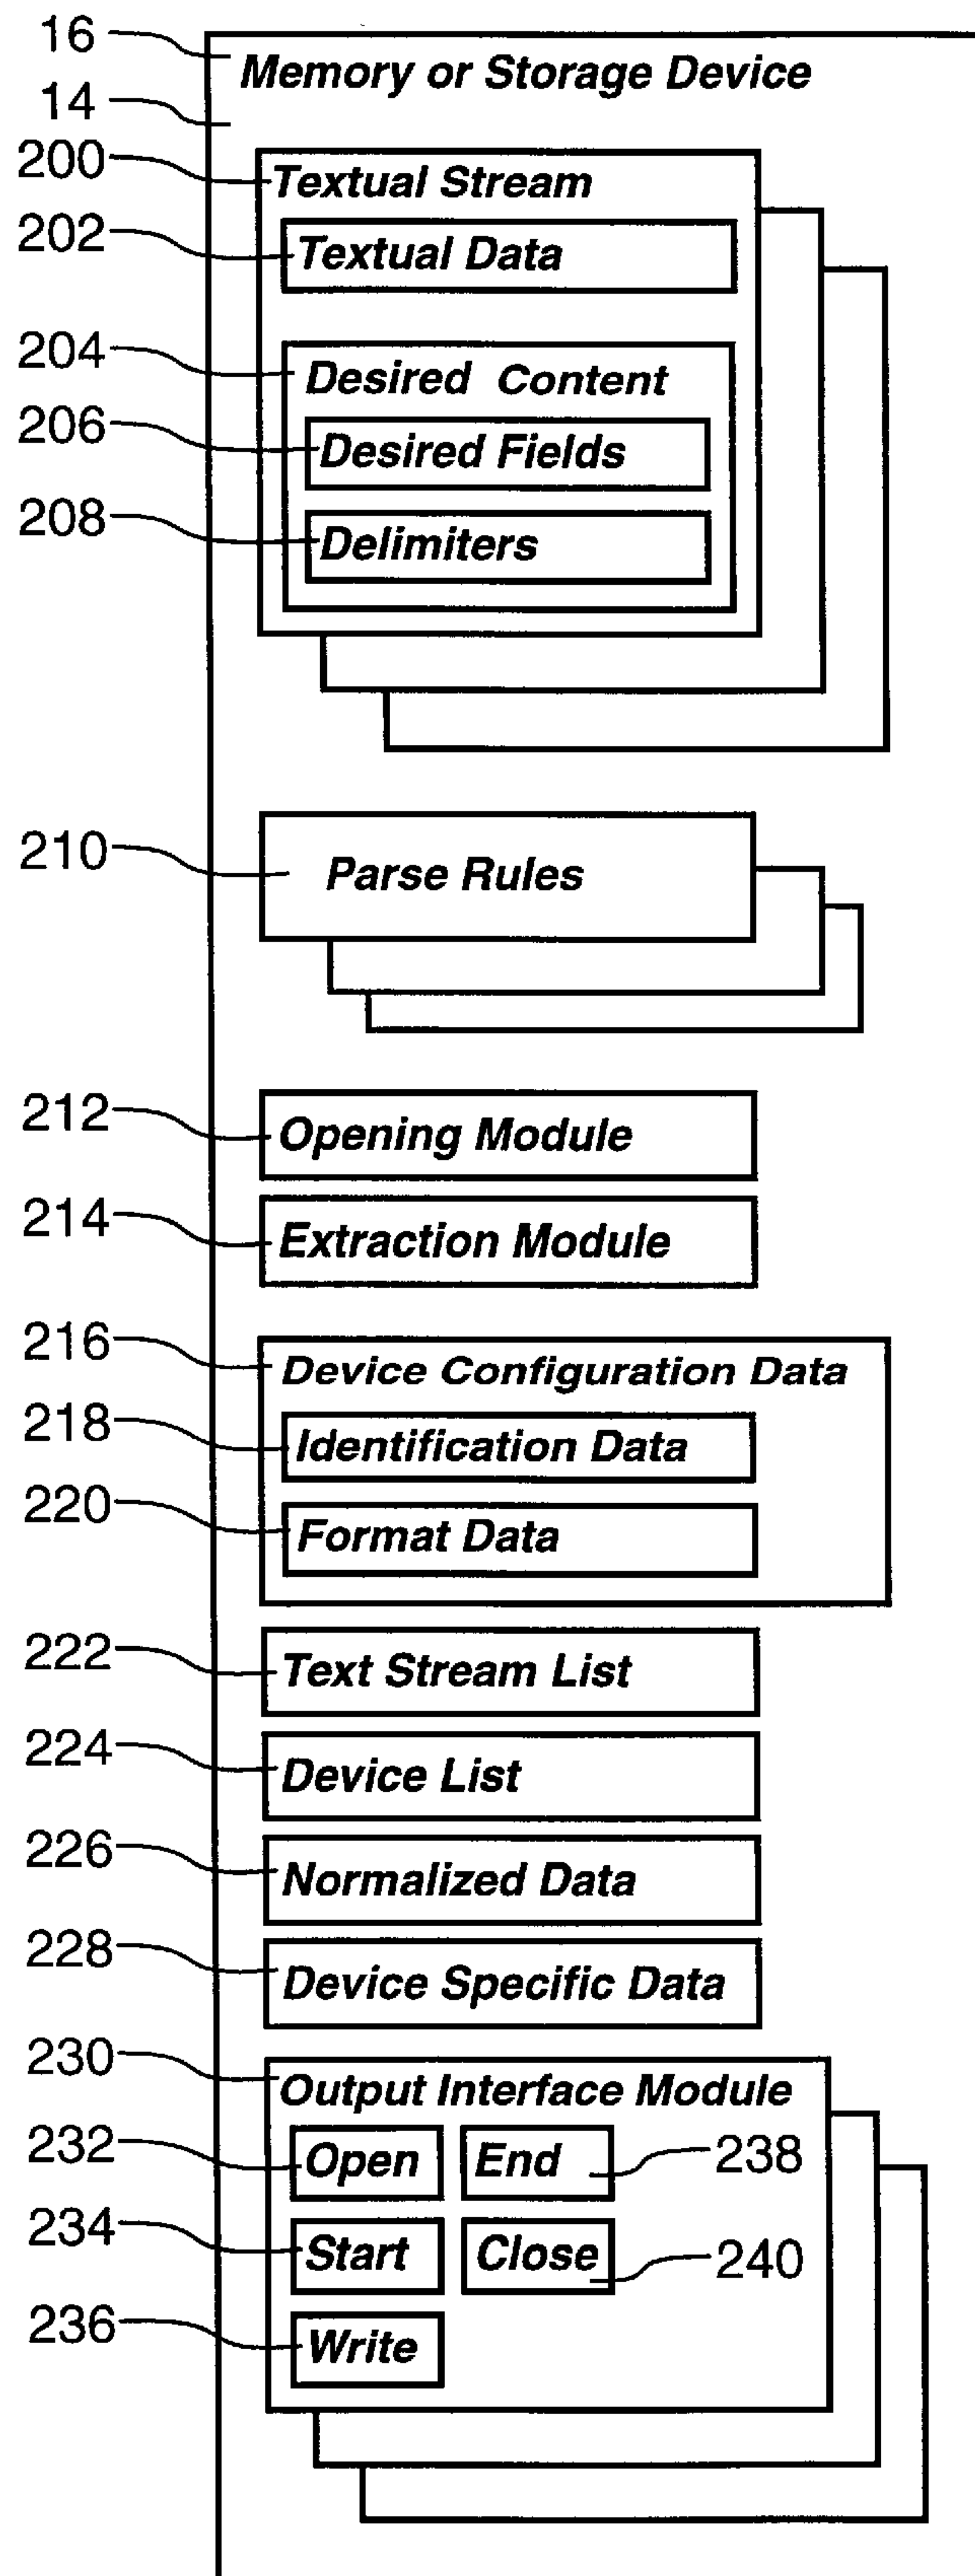 16
Memory or Storage Device
14
200
Textual Stream
202
Textual Data
204
Desired Content
206
Desired Fields
208
Delimiters
210
Parse Rules
212
Opening Module
214
Extraction Module
216
Device Configuration Data
218
Identification Data
220
Format Data
222
Text Stream List
224
Device List
226
Normalized Data
228
Device Specific Data
230
Output Interface Module
232
Open
End
238
234
Start
Close
240
236
Write